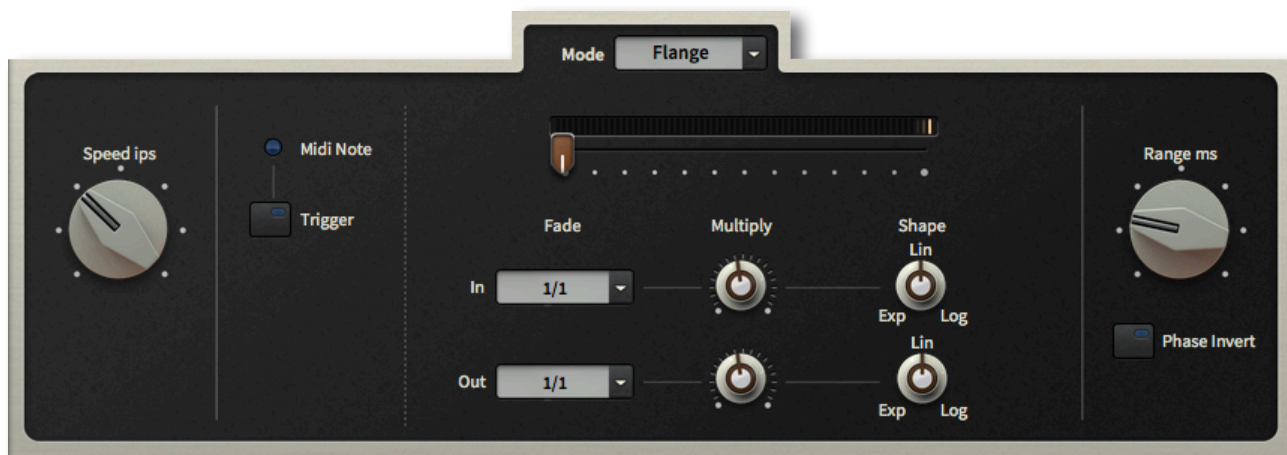 Mode Flange
Speed ips
Midi Note
Trigger
Range ms
Fade Multiply Shape
Lin
In 1/1
Exp Log
Phase Invert
Lin
Out 1/1
Exp Log